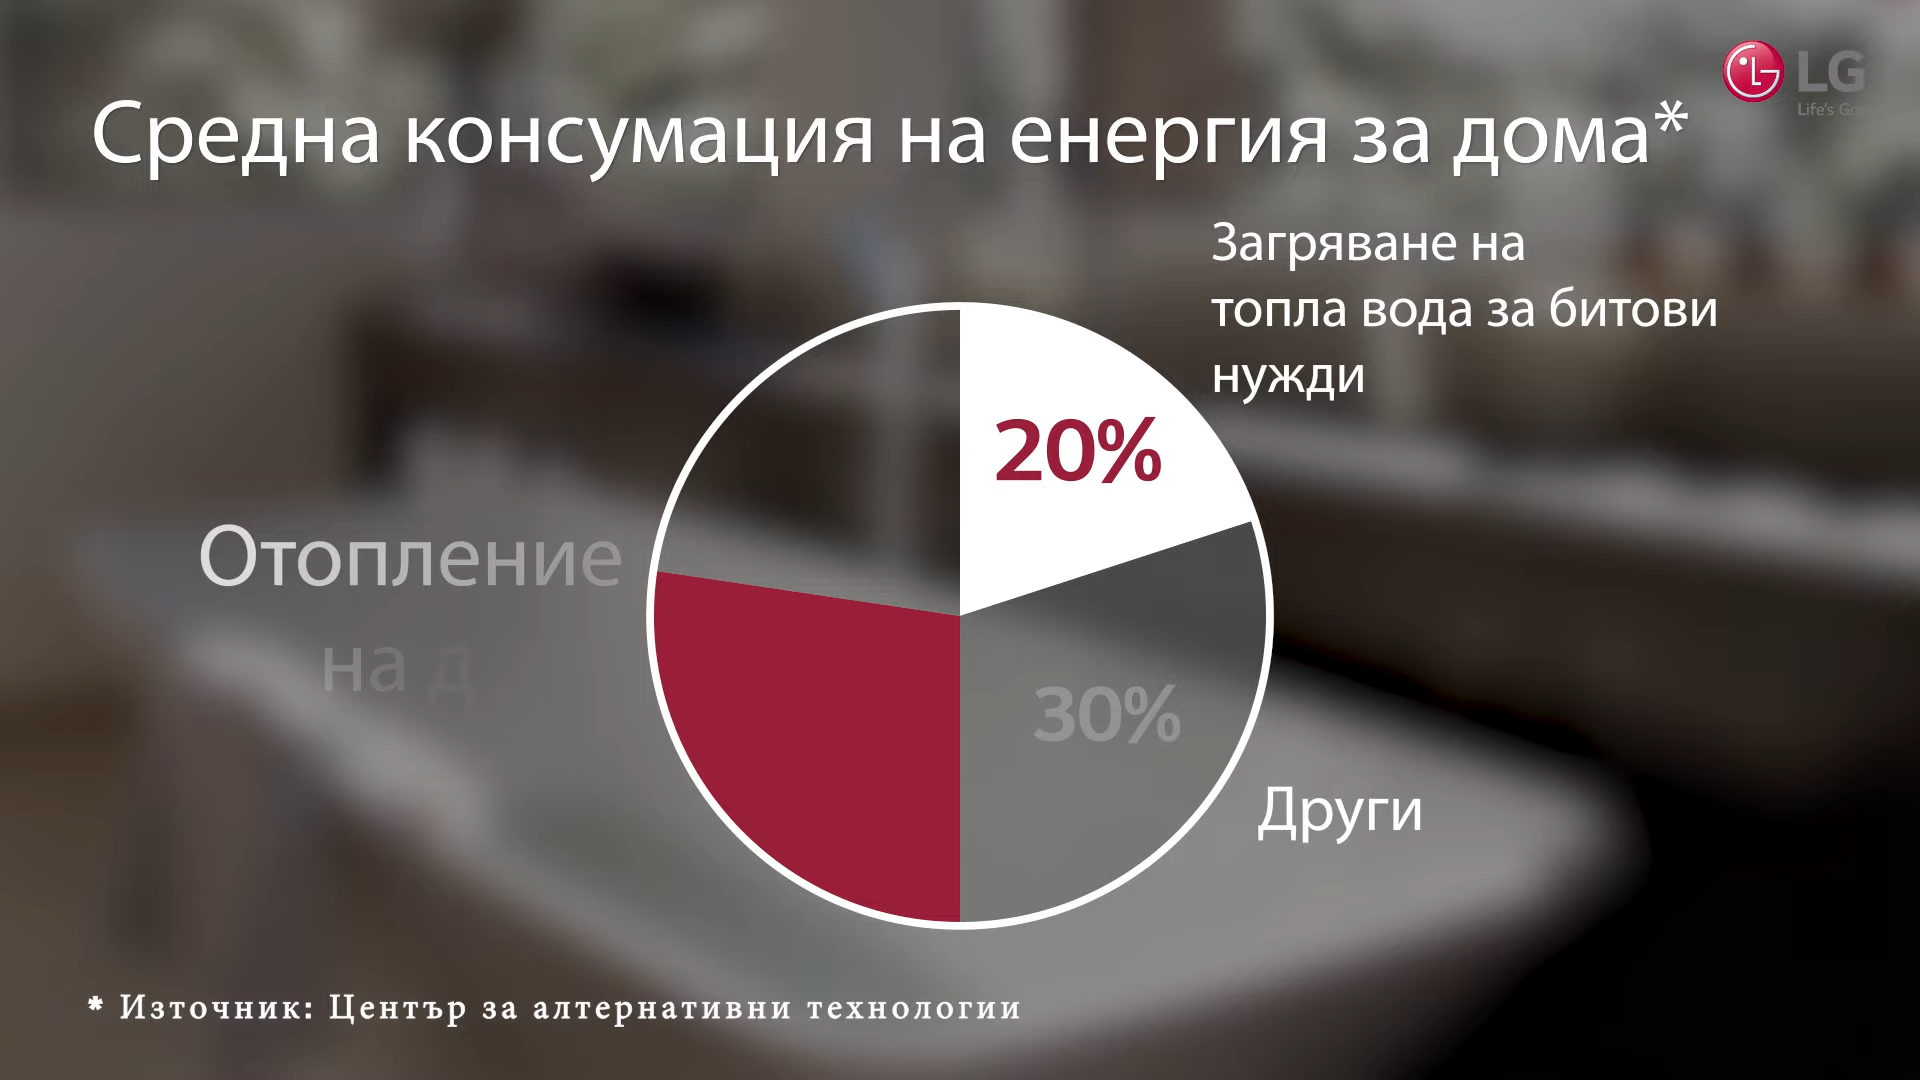 LG
Life's Go
Средна консумация на енергия за дома*
Загряване на
топла вода за битови
нужди
20%
Отопление
на д
30%
Други
* Източник: Център за алтернативни технологии